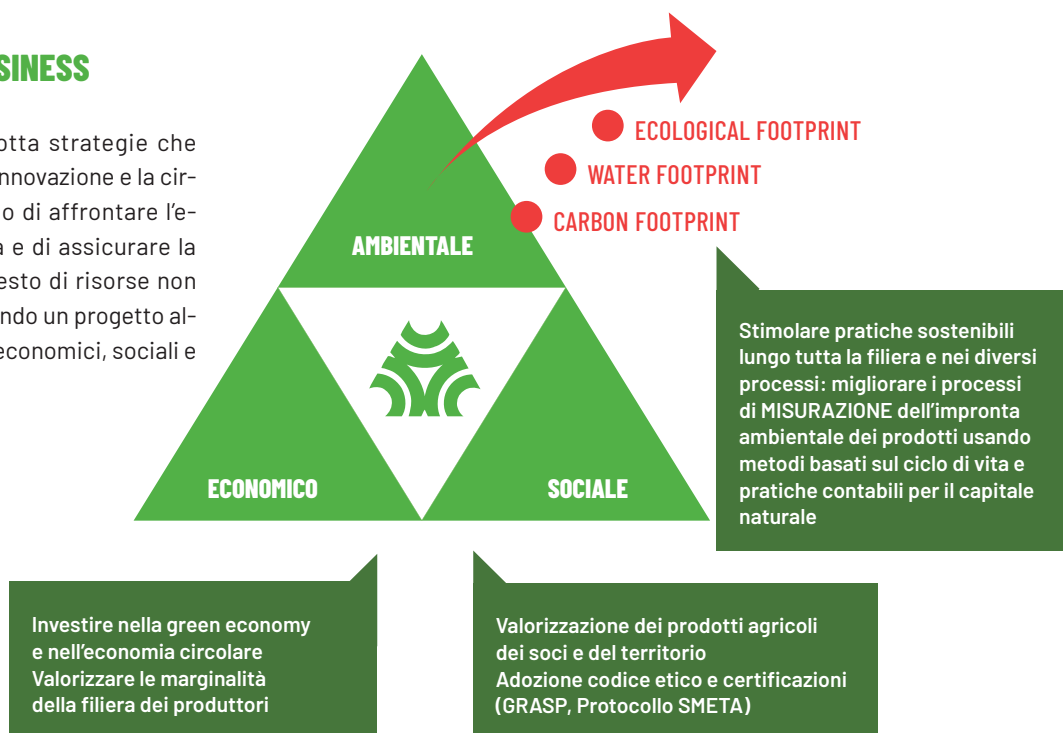 SINESS
otta strategie che
nnovazione e la cir-
o di affrontare l’e-
a e di assicurare la
esto di risorse non
ndo un progetto al-
economici, sociali e
ECOLOGICAL FOOTPRINT
WATER FOOTPRINT
CARBON FOOTPRINT
AMBIENTALE
ECONOMICO
SOCIALE
Stimolare pratiche sostenibili
lungo tutta la filiera e nei diversi
processi: migliorare i processi
di MISURAZIONE dell’impronta
ambientale dei prodotti usando
metodi basati sul ciclo di vita e
pratiche contabili per il capitale
naturale
Investire nella green economy
e nell’economia circolare
Valorizzare le marginalità
della filiera dei produttori
Valorizzazione dei prodotti agricoli
dei soci e del territorio
Adozione codice etico e certificazioni
(GRASP, Protocollo SMETA)